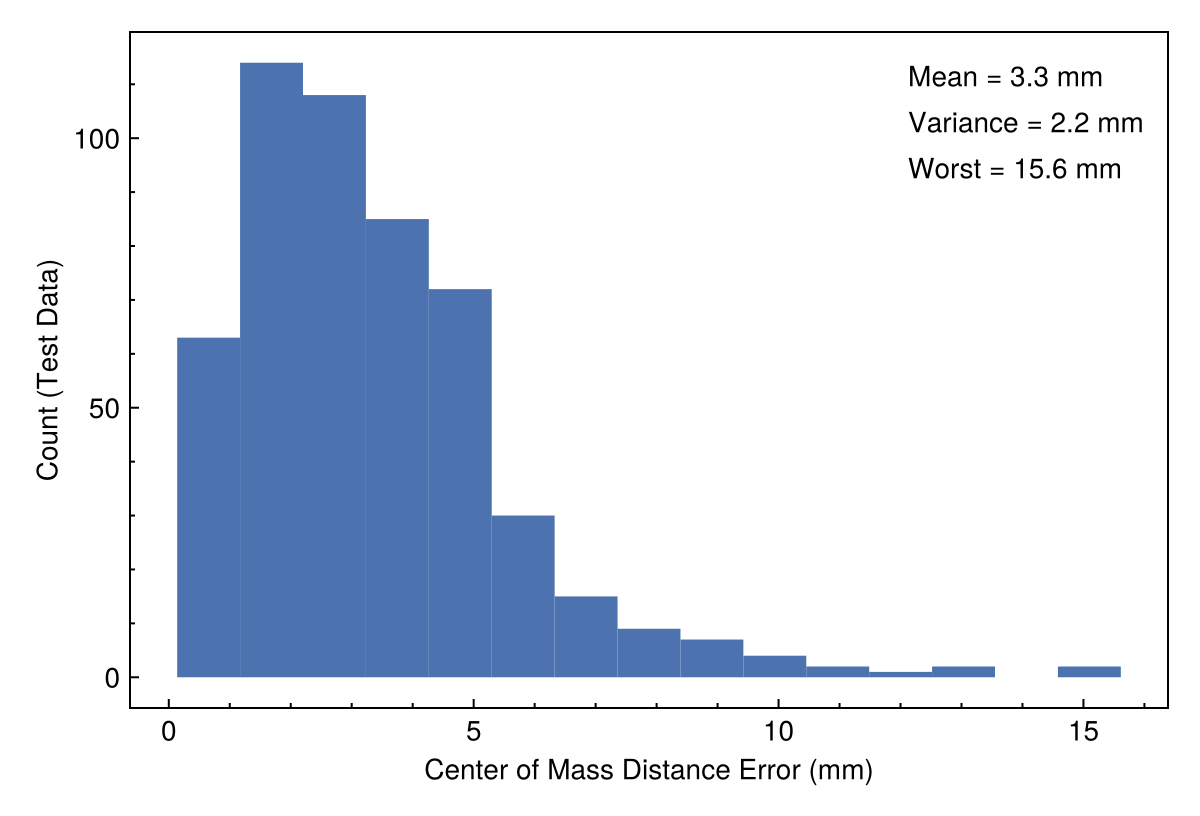 Mean = 3.3 mm
Variance = 2.2 mm
Worst = 15.6 mm
100
50
0
Count (Test Data)
0 5 10 15
Center of Mass Distance Error (mm)